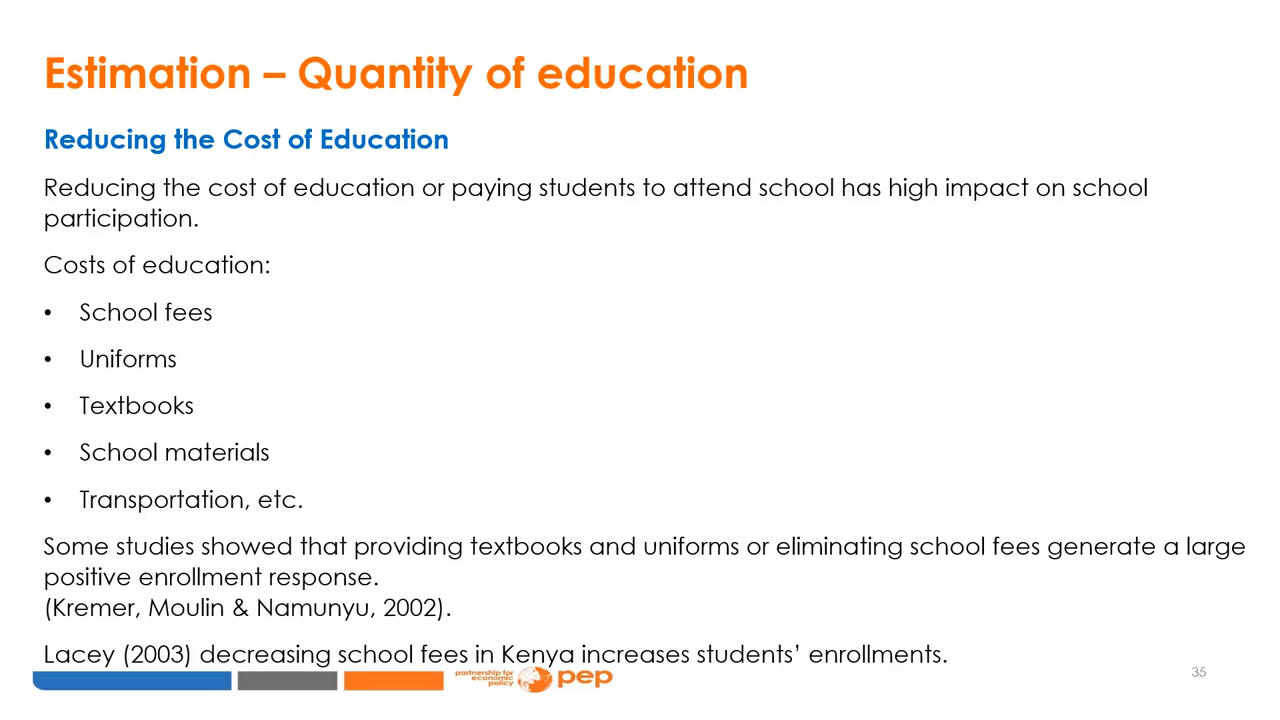 Estimation – Quantity of education
Reducing the Cost of Education
Reducing the cost of education or paying students to attend school has high impact on school
participation.
Costs of education:
• School fees
• Uniforms
• Textbooks
• School materials
• Transportation, etc.
Some studies showed that providing textbooks and uniforms or eliminating school fees generate a large
positive enrollment response.
(Kremer, Moulin & Namunyu, 2002).
Lacey (2003) decreasing school fees in Kenya increases students’ enrollments.
partnership for
economic
policy
pep
35